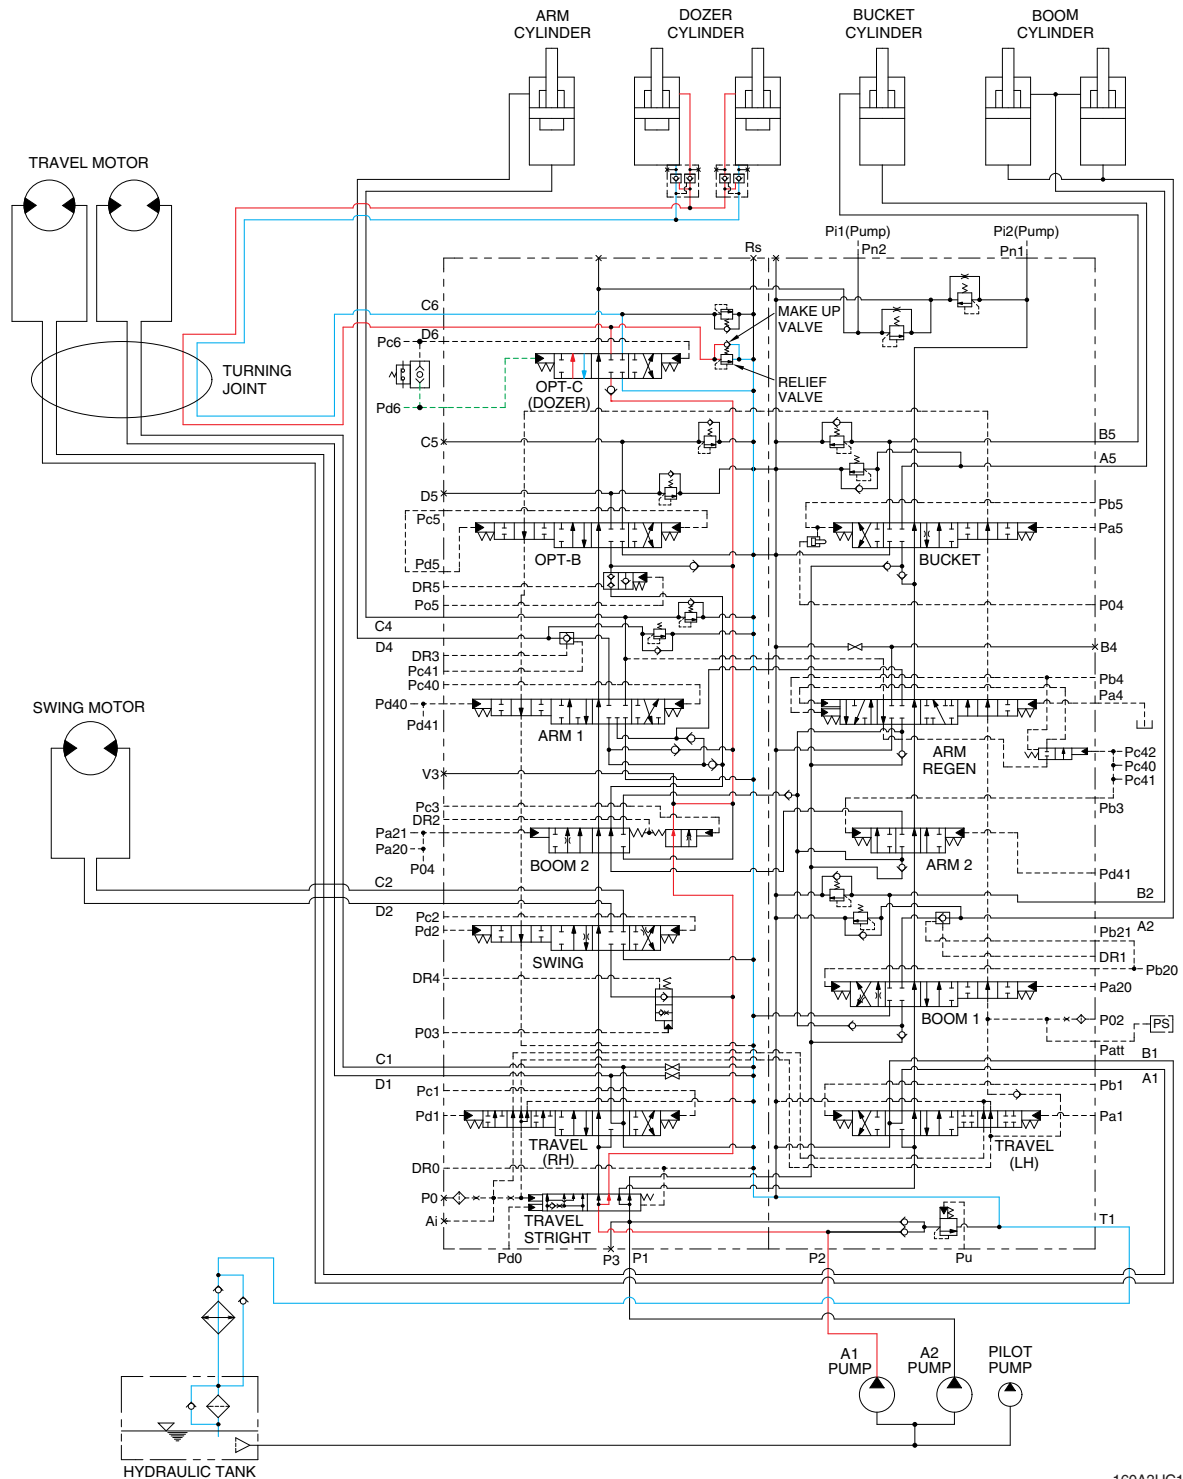 ARM
CYLINDER
DOZER
CYLINDER
BUCKET
CYLINDER
BOOM
CYLINDER
TRAVEL MOTOR
Rs
Pi1(Pump)
Pn2
Pi2(Pump)
Pn1
C6
D6
Pc6
MAKE UP
VALVE
TURNING
JOINT
OPT-C
(DOZER)
RELIEF
VALVE
Pd6
C5
B5
A5
D5
Pc5
Pb5
Pa5
OPT-B
BUCKET
Pd5
DR5
Po5
P04
C4
D4
DR3
Pc41
B4
Pc40
Pb4
Pd40
Pa4
SWING MOTOR
Pd41
ARM 1
ARM
REGEN
Pc42
Pc40
Pc41
V3
Pc3
DR2
Pb3
Pa21
Pa20
P04
BOOM 2
ARM 2
Pd41
C2
B2
D2
A2
Pc2
Pd2
Pb21
DR1
SWING
Pb20
DR4
Pa20
BOOM 1
P03
P02
PS
Patt
C1
B1
D1
A1
Pc1
Pb1
Pd1
Pa1
TRAVEL
(RH)
TRAVEL
(LH)
DR0
P0
Ai
TRAVEL
STRIGHT
T1
Pd0
P3
P1
P2
Pu
A1
PUMP
A2
PUMP
PILOT
PUMP
HYDRAULIC TANK